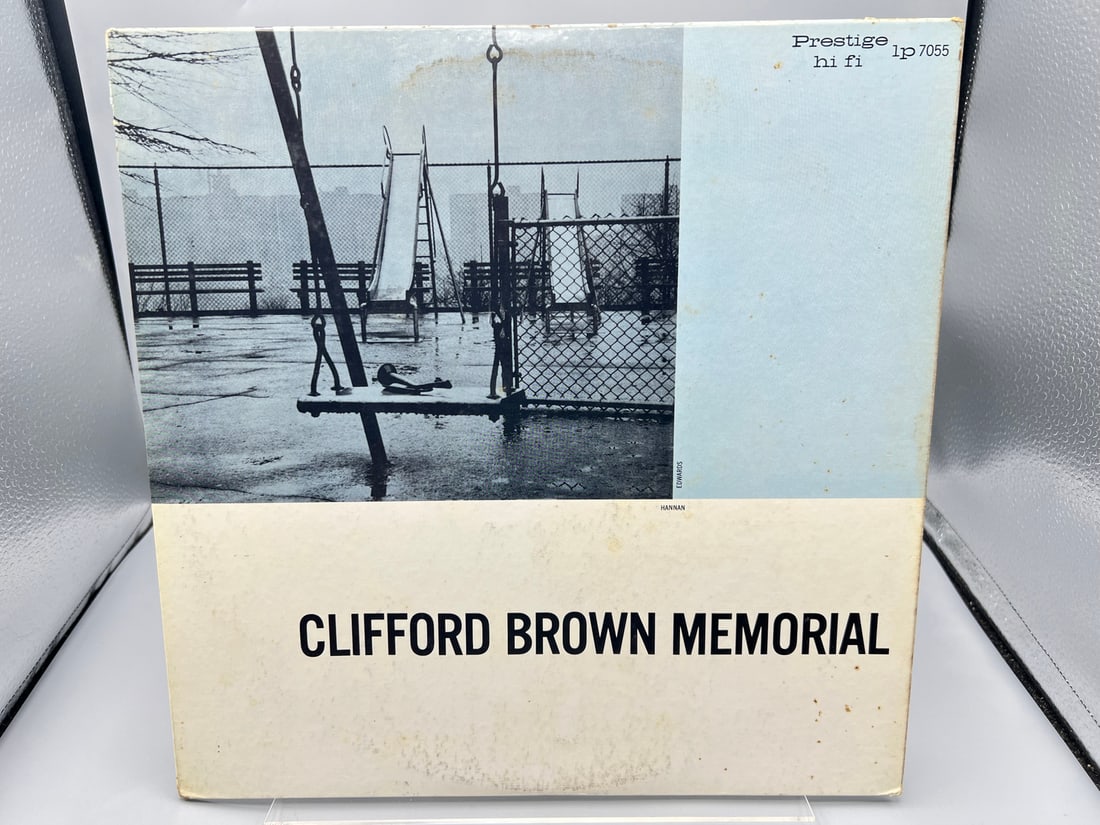 Prestige
hi fi
lp 7055
EDWARDS
HANNAN
CLIFFORD BROWN MEMORIAL